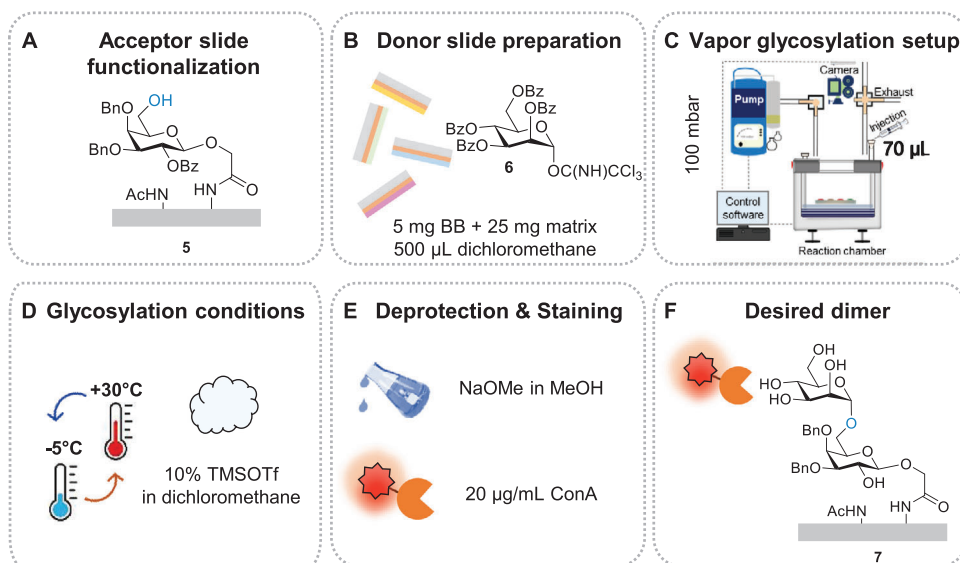 A Acceptor slide
functionalization
OH
BnO
O
BnO
O
OBz
AcHN
HN
O
5
B Donor slide preparation
OBz
OBz
BzO
O
BzO
6
OC(NH)CCl3
5 mg BB + 25 mg matrix
500 µL dichloromethane
C Vapor glycosylation setup
100 mbar
Pump
Camera
Exhaust
Injection
70 µL
Control
software
Reaction chamber
D Glycosylation conditions
+30°C
-5°C
10% TMSOTf
in dichloromethane
E Deprotection & Staining
NaOMe in MeOH
20 µg/mL ConA
F Desired dimer
OH
OH
HO
O
HO
O
BnO
O
BnO
O
OH
AcHN
HN
O
7